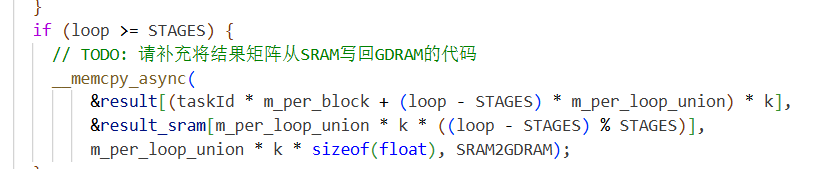 }
if (loop >= STAGES) {
// TODO: 请补充将结果矩阵从SRAM写回GDRAM的代码
__memcpy_async(
&result[(taskId * m_per_block + (loop - STAGES) * m_per_loop_union) * k],
&result_sram[m_per_loop_union * k * ((loop - STAGES) % STAGES)],
m_per_loop_union * k * sizeof(float), SRAM2GDRAM);
}